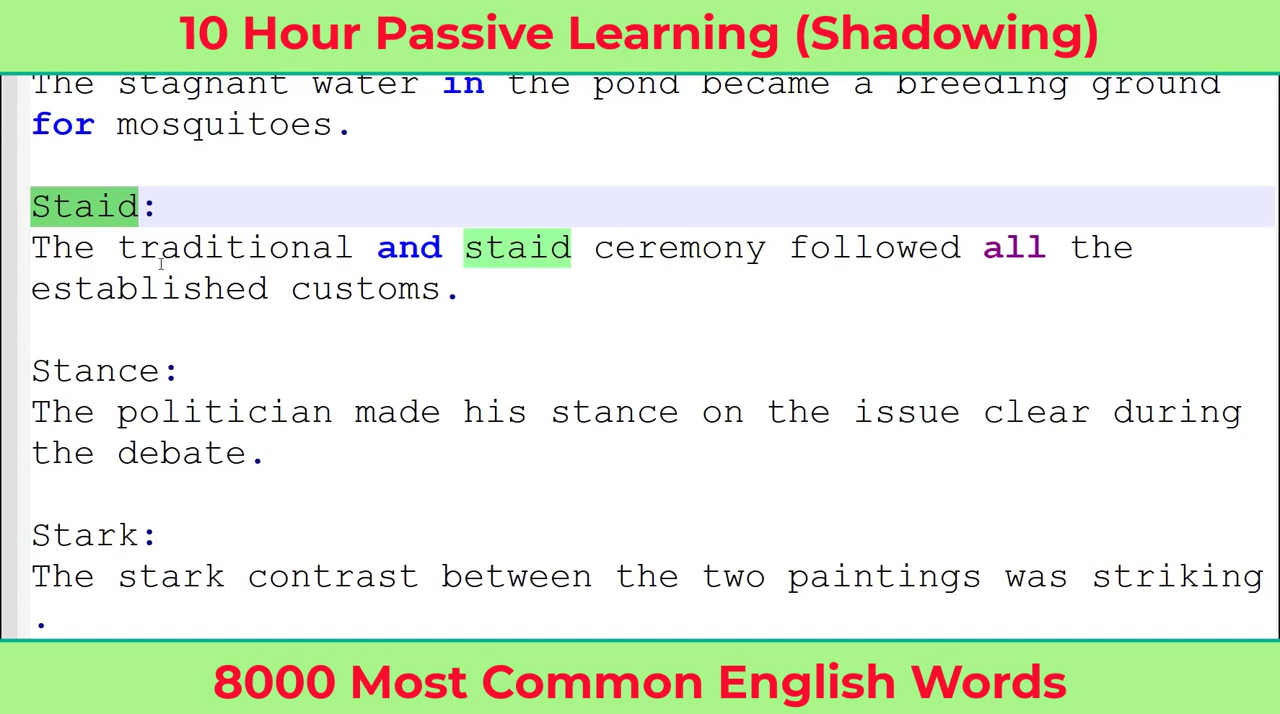 10 Hour Passive Learning (Shadowing)
The stagnant water in the pond became a breeding ground
for mosquitoes.
Staid:
The traditional and staid ceremony followed all the
established customs.
Stance:
The politician made his stance on the issue clear during
the debate.
Stark:
The stark contrast between the two paintings was striking
.
8000 Most Common English Words